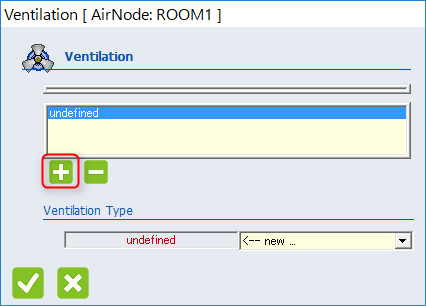 Ventilation [ AirNode: ROOM1 ]
Ventilation
undefined
Ventilation Type
undefined <-- new ...